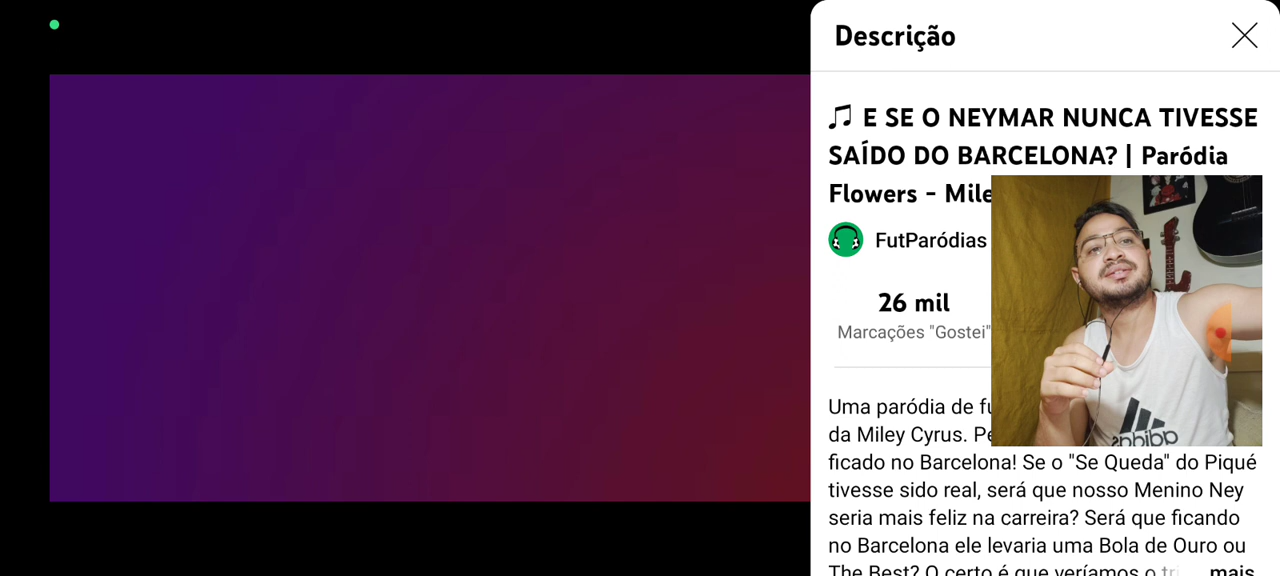 Descrição
E SE O NEYMAR NUNCA TIVESSE
SAÍDO DO BARCELONA? | Paródia
Flowers - Mile
FutParódias
26 mil
Marcações "Gostei"
Uma paródia de fu
da Miley Cyrus. Pe
ficado no Barcelona! Se o "Se Queda" do Piqué
tivesse sido real, será que nosso Menino Ney
seria mais feliz na carreira? Será que ficando
no Barcelona ele levaria uma Bola de Ouro ou
The Best? O certo é que veríamos o tri mais
adidas